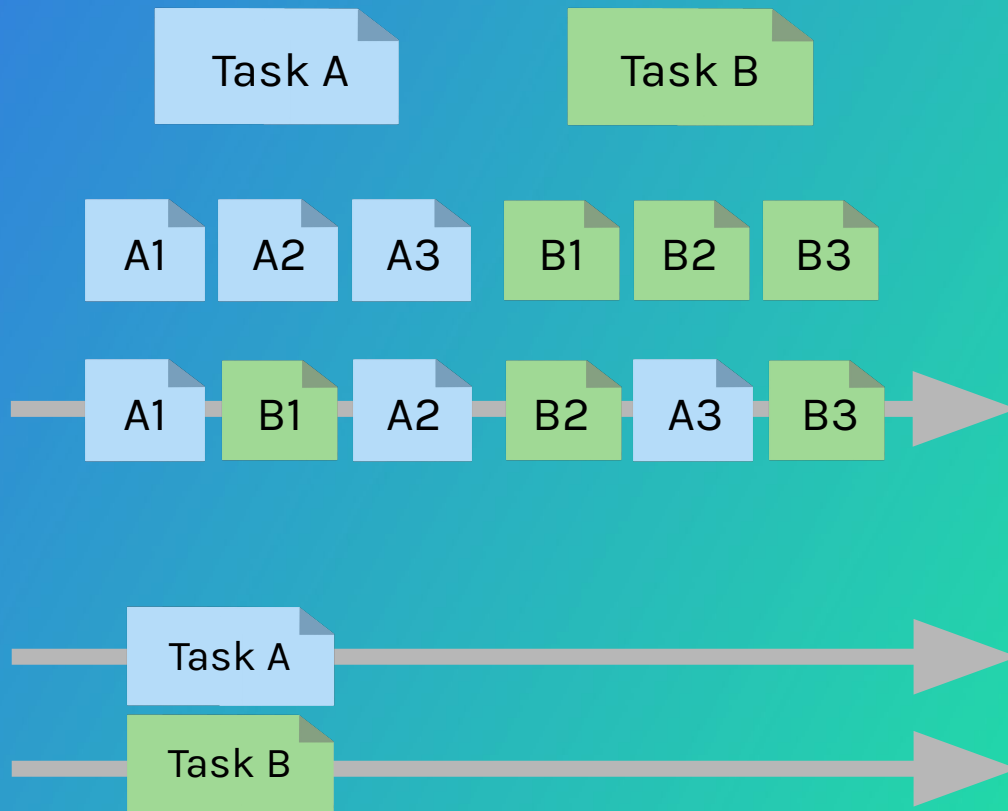 Task A Task B
A1 A2 A3 B1 B2 B3
A1 B1 A2 B2 A3 B3
Task A
Task B